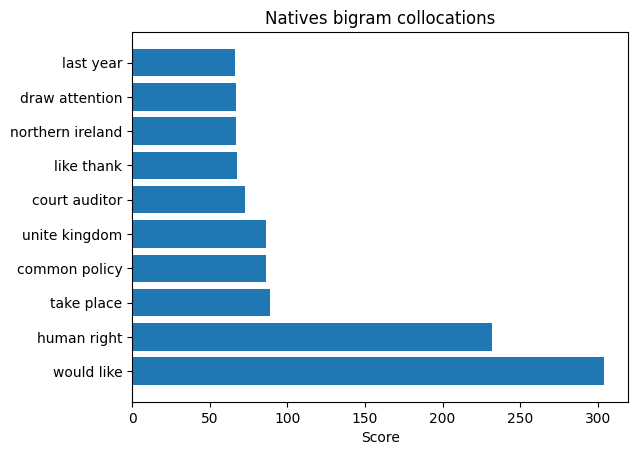 Natives bigram collocations
last year
draw attention
northern ireland
like thank
court auditor
unite kingdom
common policy
take place
human right
would like
0 50 100 150 200 250 300
Score